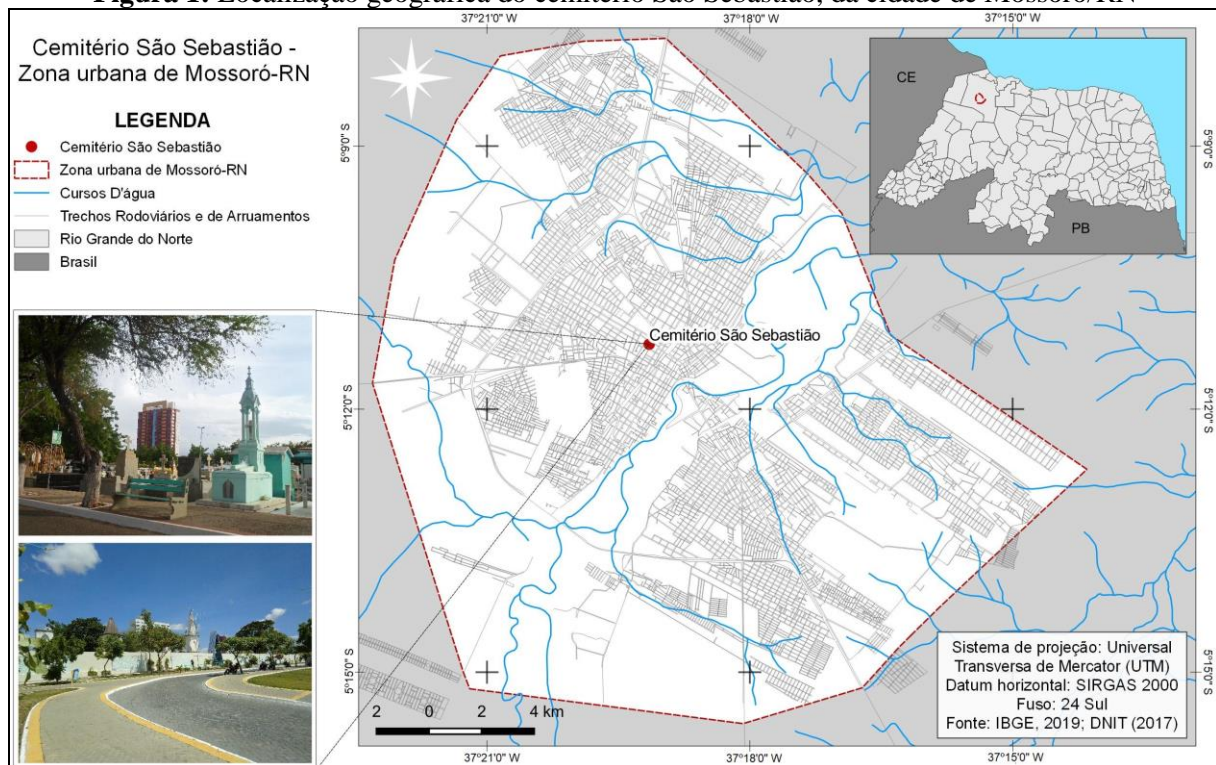 Figura 1. Localização geográfica do cemitério São Sebastião, da cidade de Mossoró/RN
Cemitério São Sebastião -
Zona urbana de Mossoró-RN
LEGENDA
Cemitério São Sebastião
Zona urbana de Mossoró-RN
Cursos D'água
Trechos Rodoviários e de Arruamentos
Rio Grande do Norte
Brasil
37°21'0" W
37°18'0" W
37°15'0" W
5°9'0" S
5°12'0" S
5°15'0" S
CE
PB
5°9'0" S
5°12'0" S
5°15'0" S
Cemitério São Sebastião
2 0 2 4 km
Sistema de projeção: Universal
Transversa de Mercator (UTM)
Datum horizontal: SIRGAS 2000
Fuso: 24 Sul
Fonte: IBGE, 2019; DNIT (2017)
37°21'0" W
37°18'0" W
37°15'0" W